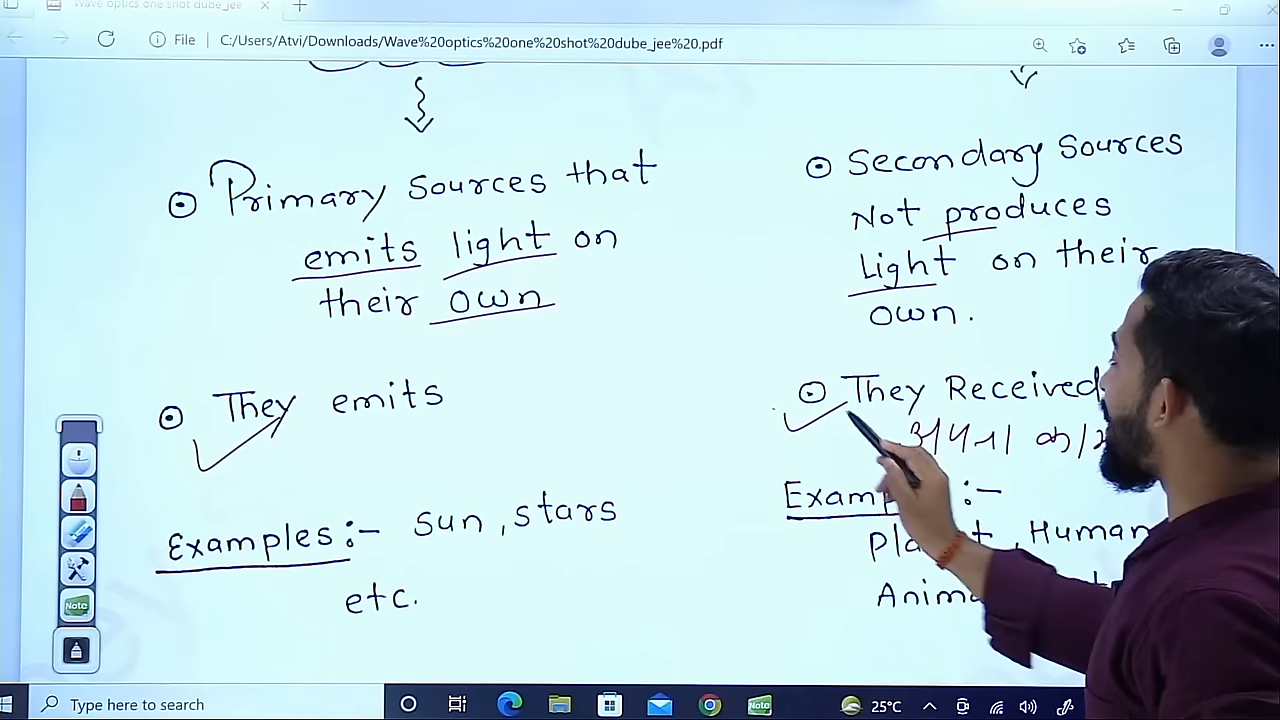 Wave optics one shot dube_jee
File
C:/Users/Atvi/Downloads/Wave%20optics%20one%20shot%20dube_jee%20.pdf
Primary sources that
emits light on
their own
They emits
Examples :- sun, stars
etc.
Secondary Sources
Not produces
Light on their
own.
They Received
:-
, Human
Note
Type here to search
Note
25°C